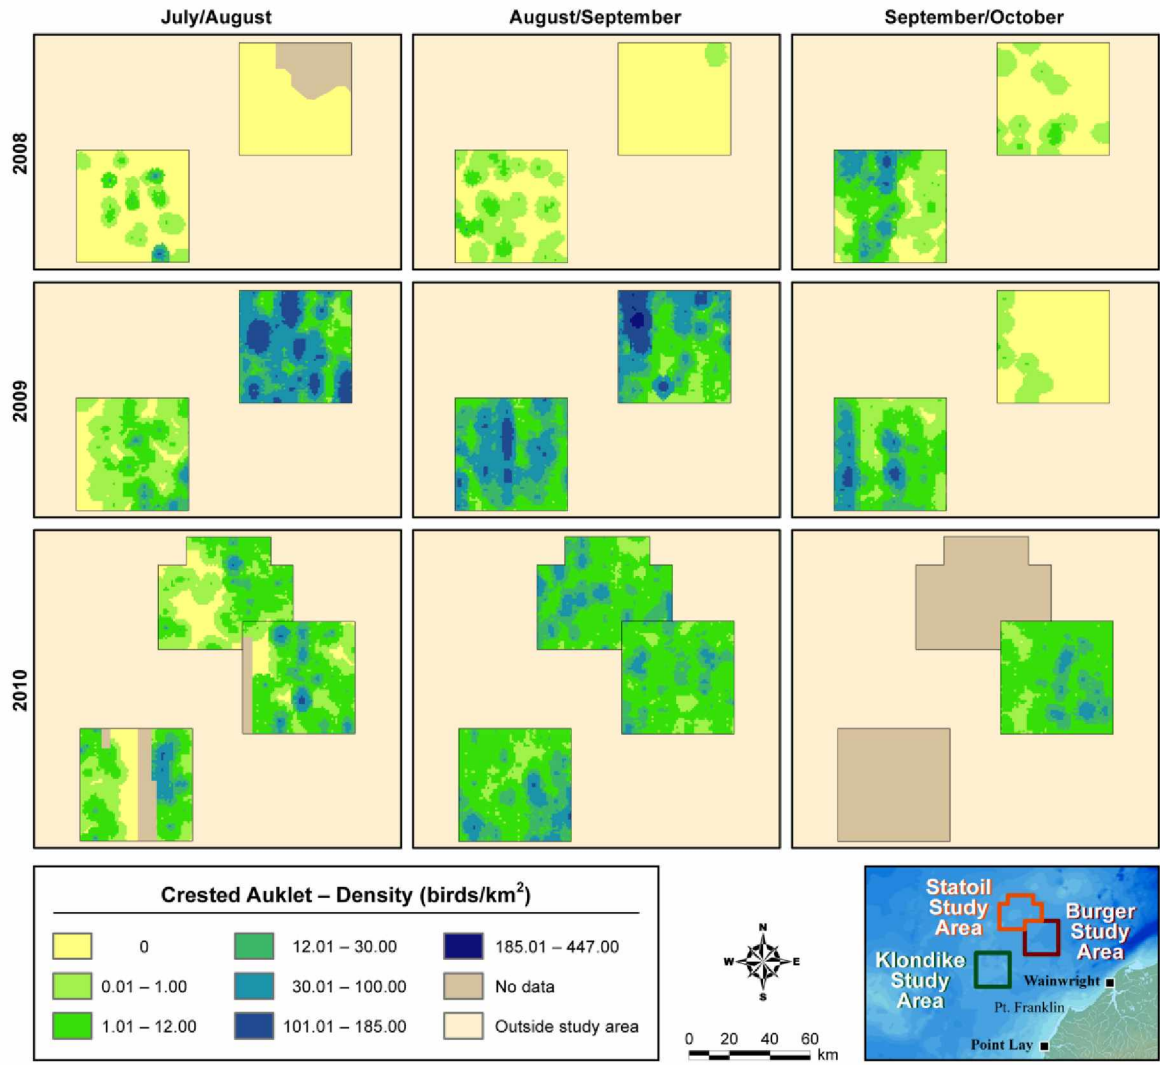 July/August
August/September
September/October
2008
2009
2010
Crested Auklet – Density (birds/km²)
0
12.01 – 30.00
185.01 – 447.00
0.01 – 1.00
30.01 – 100.00
No data
1.01 – 12.00
101.01 – 185.00
Outside study area
N
W
E
S
0 20 40 60
km
Statoil
Study
Area
Burger
Study
Area
Klondike
Study
Area
Wainwright
Pt. Franklin
Point Lay